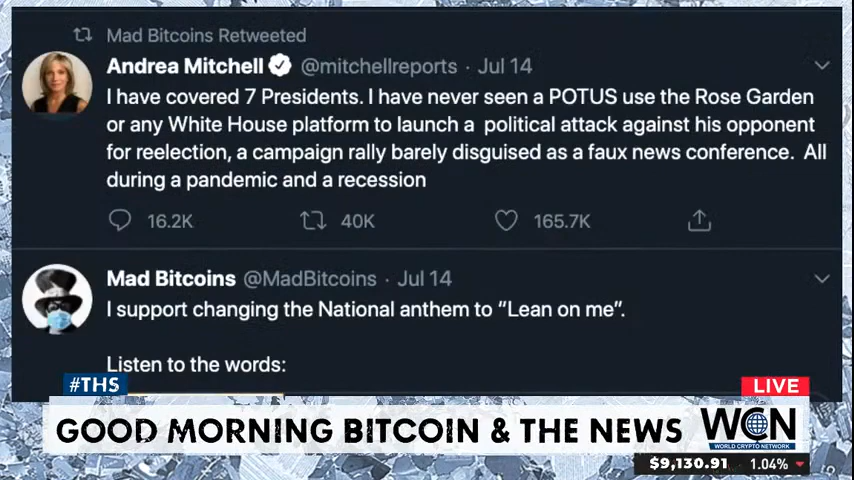 Mad Bitcoins Retweeted
Andrea Mitchell @mitchellreports · Jul 14
I have covered 7 Presidents. I have never seen a POTUS use the Rose Garden
or any White House platform to launch a political attack against his opponent
for reelection, a campaign rally barely disguised as a faux news conference. All
during a pandemic and a recession
16.2K 40K 165.7K
Mad Bitcoins @MadBitcoins · Jul 14
I support changing the National anthem to “Lean on me”.
Listen to the words:
#THS
LIVE
GOOD MORNING BITCOIN & THE NEWS
WCN
WORLD CRYPTO NETWORK
$9,130.91 1.04%